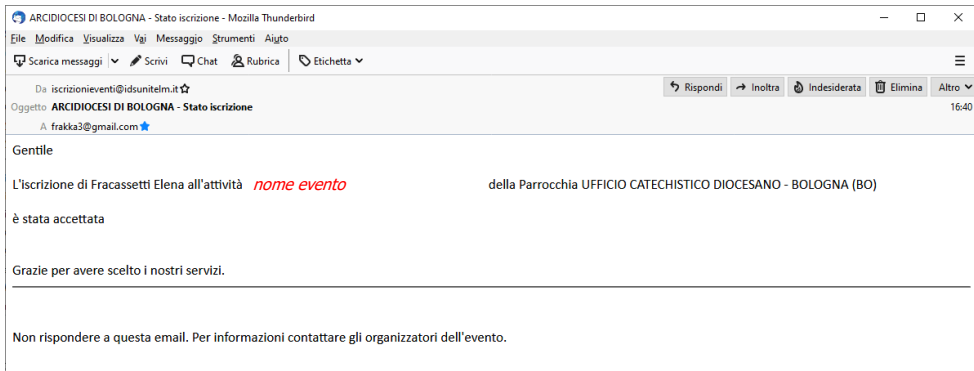 ARCIDIOCESI DI BOLOGNA - Stato iscrizione - Mozilla Thunderbird
File Modifica Visualizza Vai Messaggio Strumenti Aiuto
Scarica messaggi Scrivi Chat Rubrica Etichetta
Da iscrizionieventi@idsunitelm.it Rispondi Inoltra Indesiderata Elimina Altro
Oggetto ARCIDIOCESI DI BOLOGNA - Stato iscrizione 16:40
A frakka3@gmail.com
Gentile
L'iscrizione di Fracassetti Elena all'attività nome evento della Parrocchia UFFICIO CATECHISTICO DIOCESANO - BOLOGNA (BO)
è stata accettata
Grazie per avere scelto i nostri servizi.
Non rispondere a questa email. Per informazioni contattare gli organizzatori dell'evento.